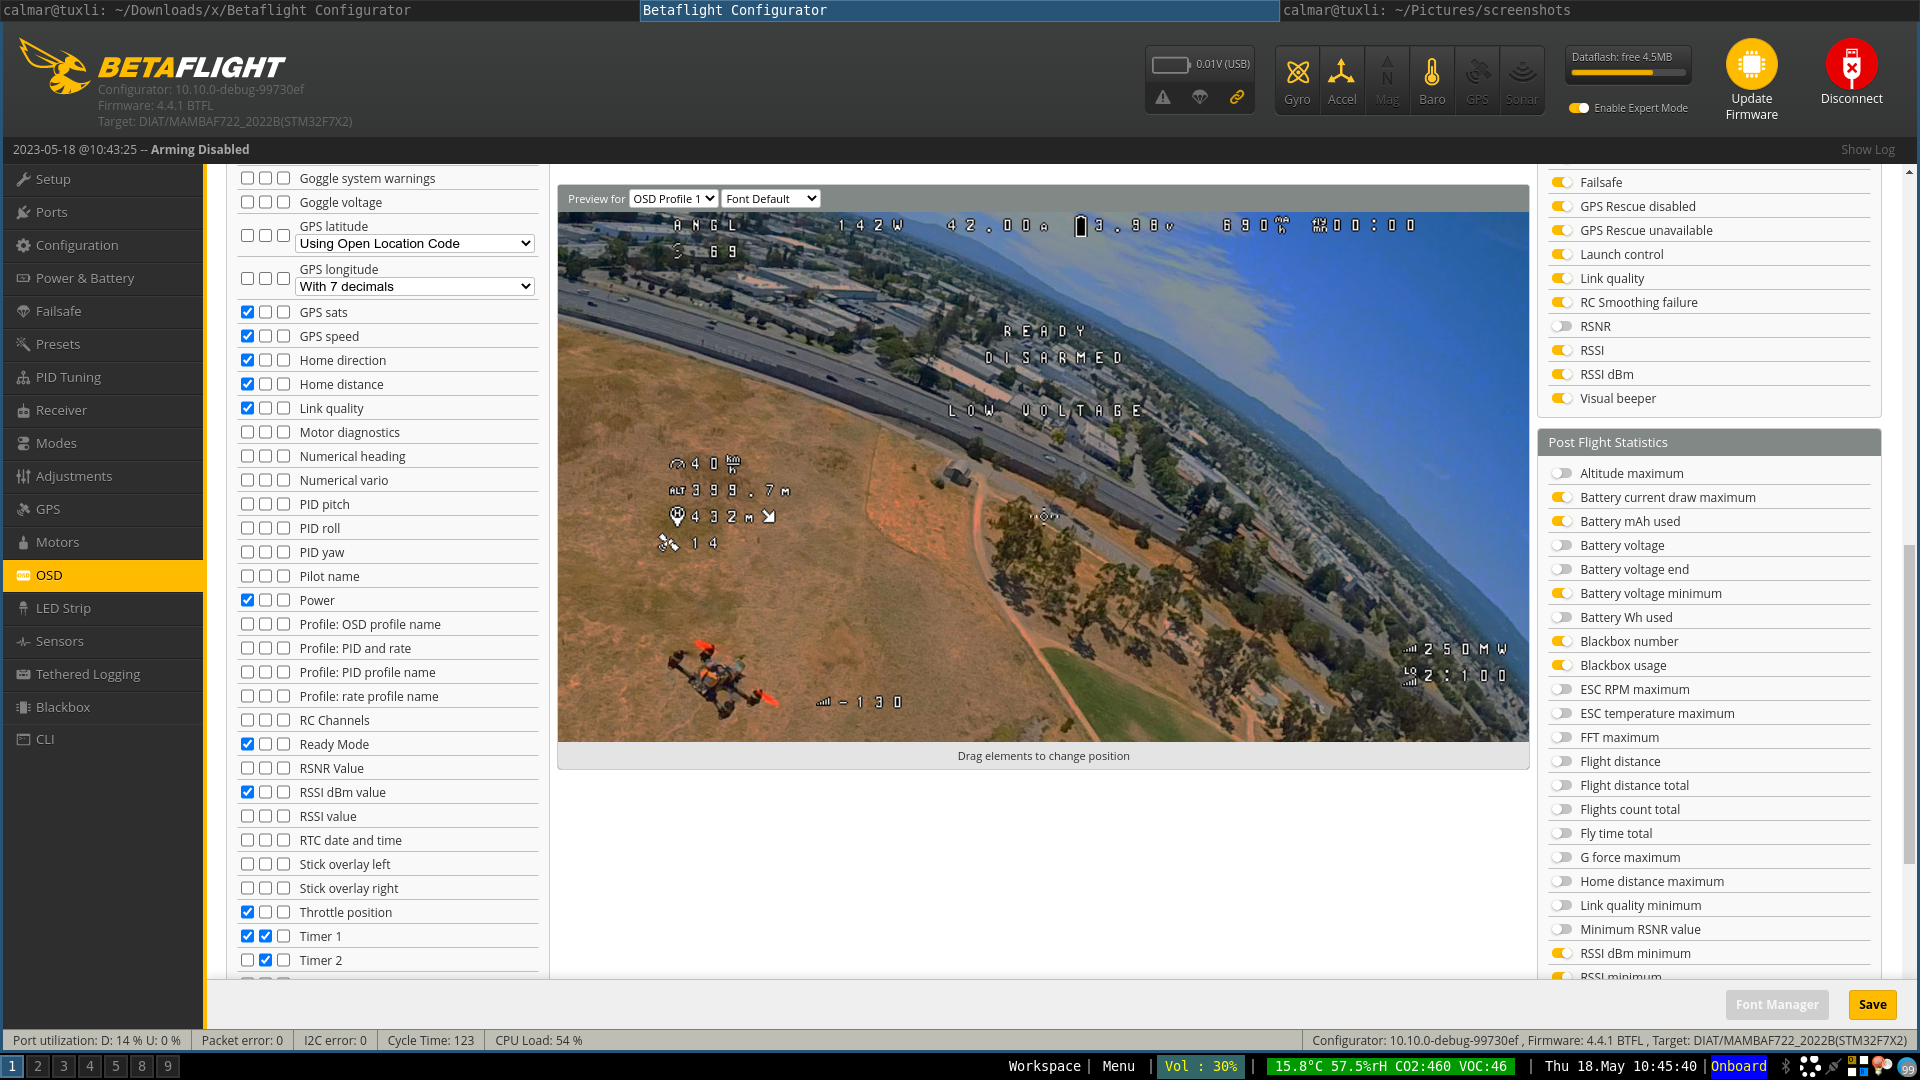 calmar@tuxli: ~/Downloads/x/Betaflight Configurator
Betaflight Configurator
calmar@tuxli: ~/Pictures/screenshots
BETAFLIGHT
Configurator: 10.10.0-debug-99730ef
Firmware: 4.4.1 BTFL
Target: DIAT/MAMBAF722_2022B(STM32F7X2)
0.01V (USB)
Gyro
Accel
Mag
Baro
GPS
Sonar
Dataflash: free 4.5MB
Enable Expert Mode
Update
Firmware
Disconnect
2023-05-18 @10:43:25 -- Arming Disabled
Show Log
Setup
Ports
Configuration
Power & Battery
Failsafe
Presets
PID Tuning
Receiver
Modes
Adjustments
GPS
Motors
OSD
LED Strip
Sensors
Tethered Logging
Blackbox
CLI
Goggle system warnings
Goggle voltage
GPS latitude
Using Open Location Code
GPS longitude
With 7 decimals
GPS sats
GPS speed
Home direction
Home distance
Link quality
Motor diagnostics
Numerical heading
Numerical vario
PID pitch
PID roll
PID yaw
Pilot name
Power
Profile: OSD profile name
Profile: PID and rate
Profile: PID profile name
Profile: rate profile name
RC Channels
Ready Mode
RSNR Value
RSSI dBm value
RSSI value
RTC date and time
Stick overlay left
Stick overlay right
Throttle position
Timer 1
Timer 2
Preview for
OSD Profile 1
Font Default
ANGL 142W 42.00A 3.98V 690mAh fly mn 00:00
69
READY
DISARMED
LOW VOLTAGE
40 km/h
ALT 399.7M
H 432M
14
250MW
LQ 2:100
-130
Drag elements to change position
Failsafe
GPS Rescue disabled
GPS Rescue unavailable
Launch control
Link quality
RC Smoothing failure
RSNR
RSSI
RSSI dBm
Visual beeper
Post Flight Statistics
Altitude maximum
Battery current draw maximum
Battery mAh used
Battery voltage
Battery voltage end
Battery voltage minimum
Battery Wh used
Blackbox number
Blackbox usage
ESC RPM maximum
ESC temperature maximum
FFT maximum
Flight distance
Flight distance total
Flights count total
Fly time total
G force maximum
Home distance maximum
Link quality minimum
Minimum RSNR value
RSSI dBm minimum
RSSI minimum
Font Manager
Save
Port utilization: D: 14 % U: 0 %
Packet error: 0
I2C error: 0
Cycle Time: 123
CPU Load: 54 %
Configurator: 10.10.0-debug-99730ef , Firmware: 4.4.1 BTFL , Target: DIAT/MAMBAF722_2022B(STM32F7X2)
1 2 3 4 5 8 9
Workspace | Menu | Vol : 30% | 15.8°C 57.5%rH CO2:460 VOC:46 | Thu 18.May 10:45:40 Onboard
99